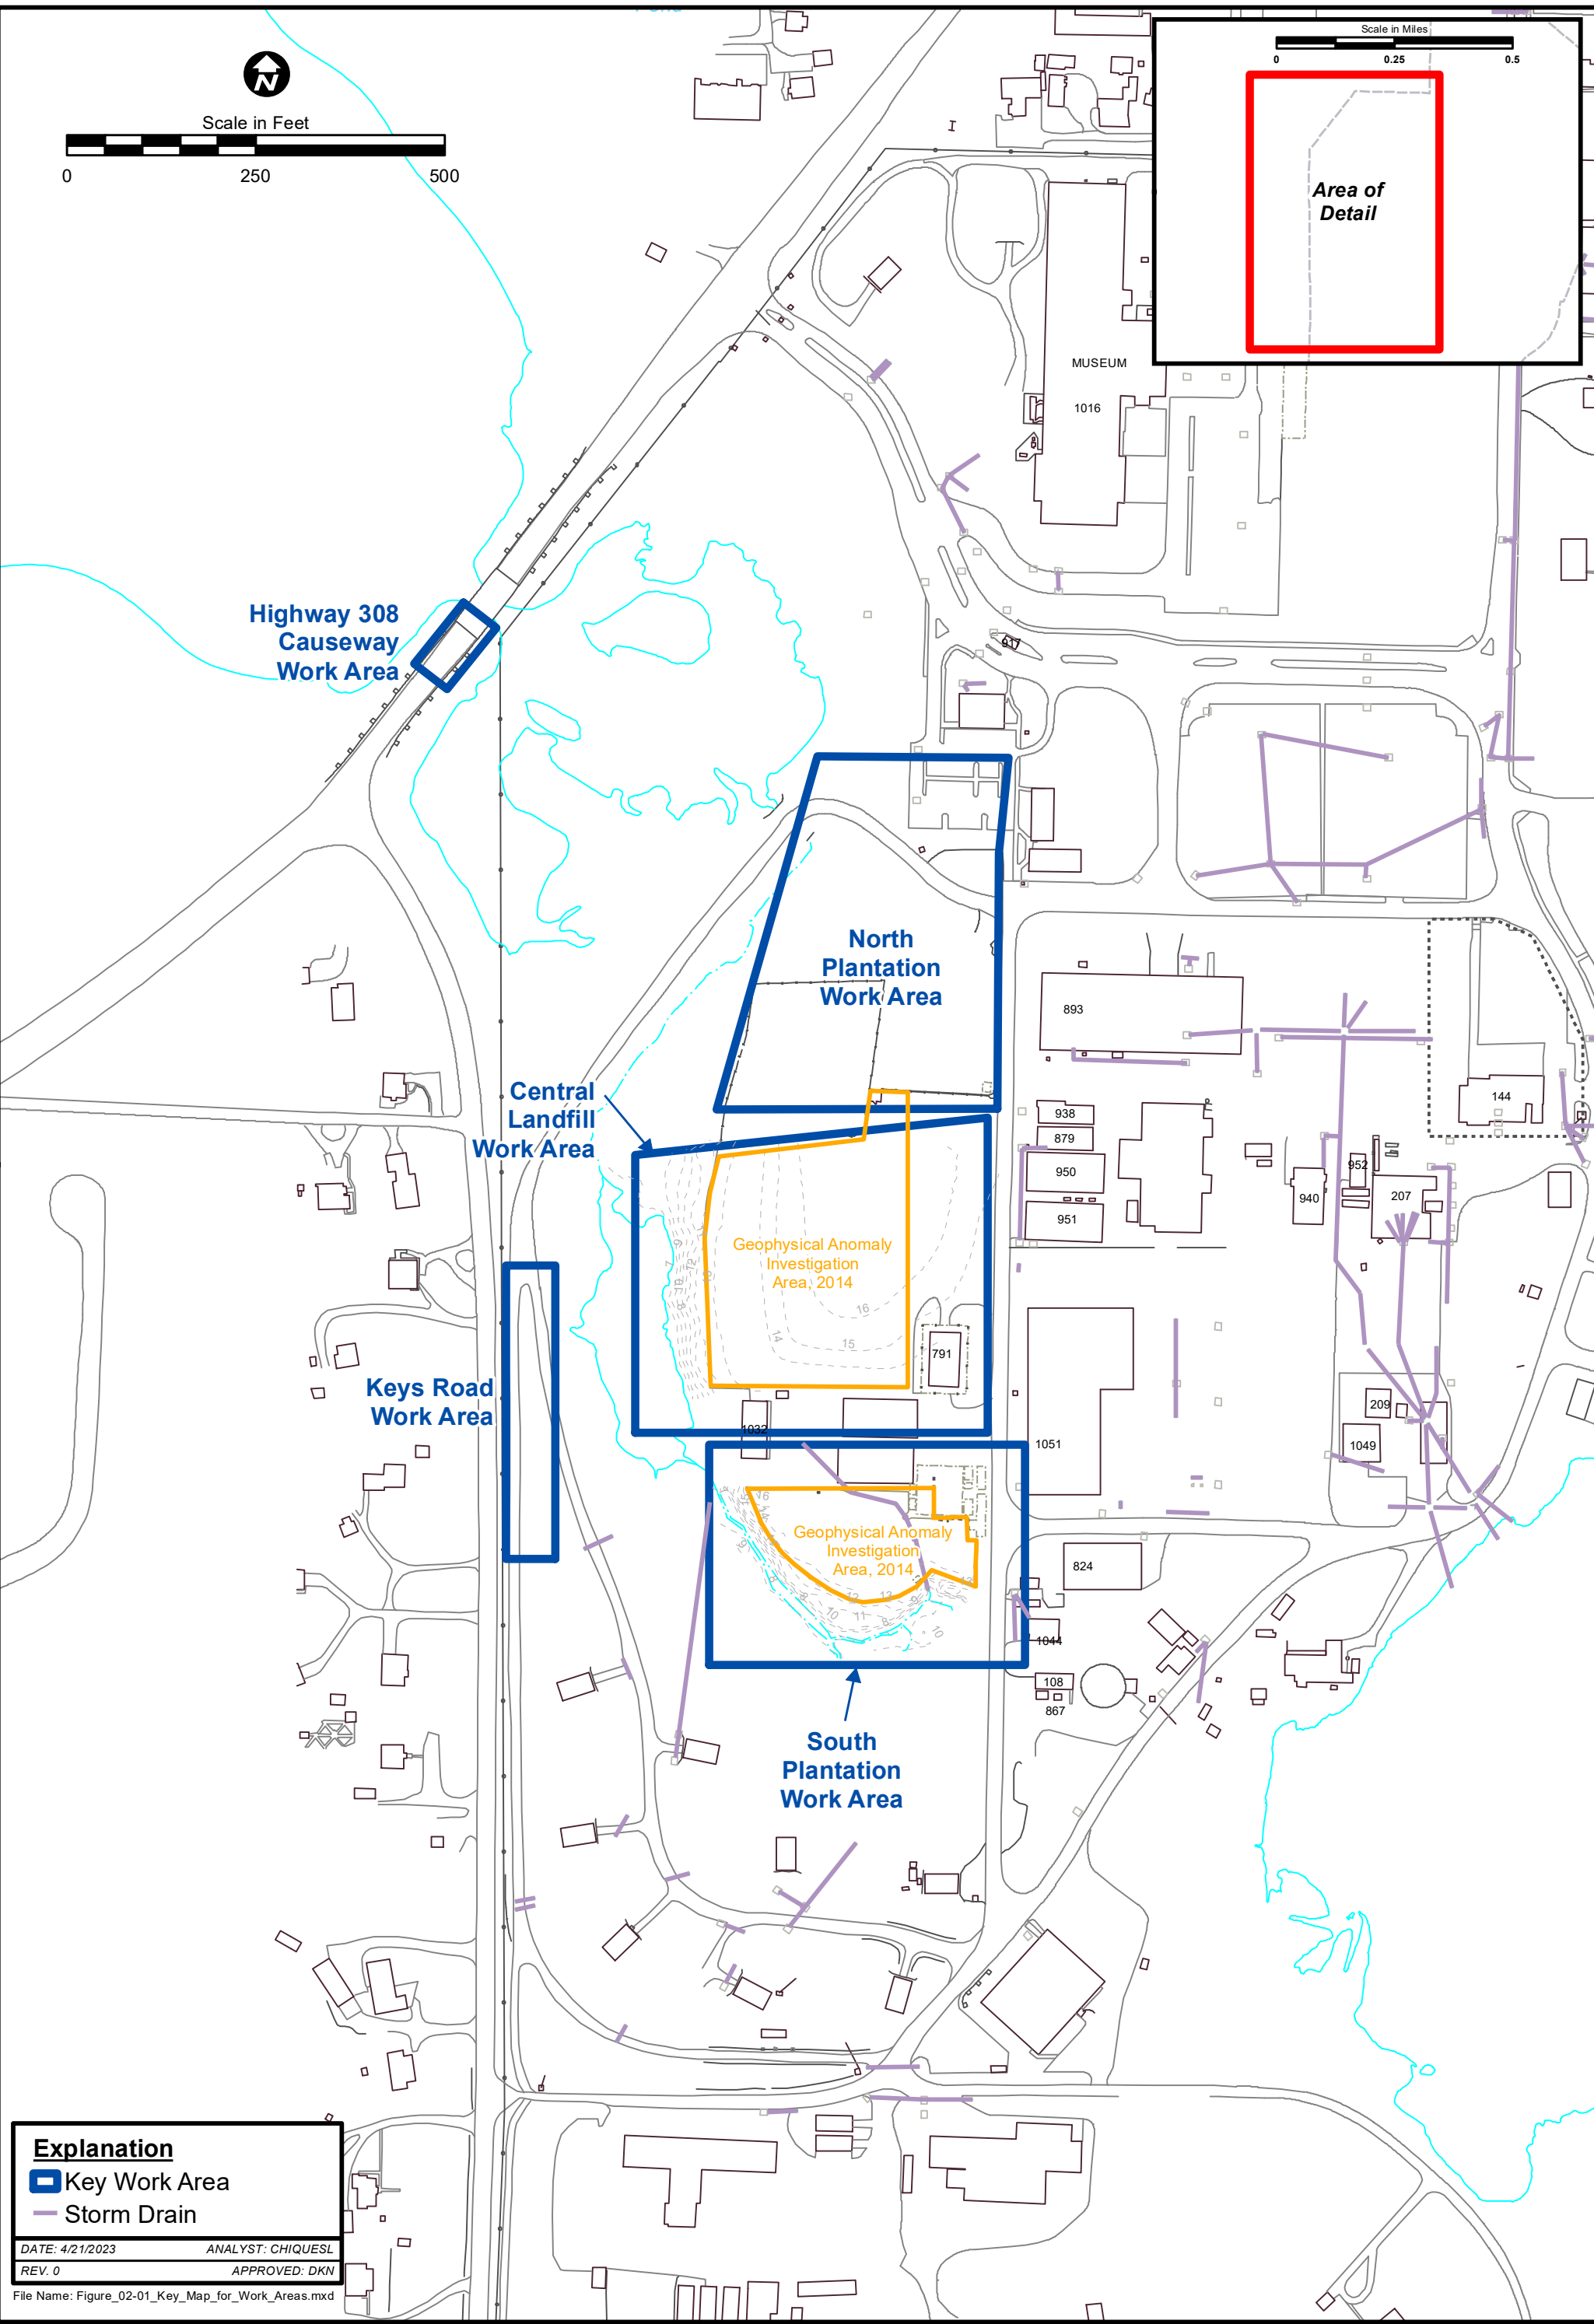 Scale in Feet
0 250 500
Scale in Miles
0 0.25 0.5
Area of
Detail
MUSEUM
1016
Highway 308
Causeway
Work Area
917
North
Plantation
Work Area
893
144
Central
Landfill
Work Area
938
879
950
951
952
940
207
Geophysical Anomaly
Investigation
Area, 2014
16
15
14
791
Keys Road
Work Area
1032
1051
209
1049
Geophysical Anomaly
Investigation
Area, 2014
824
1044
108
867
South
Plantation
Work Area
Explanation
Key Work Area
Storm Drain
DATE: 4/21/2023 ANALYST: CHIQUESL
REV. 0 APPROVED: DKN
File Name: Figure_02-01_Key_Map_for_Work_Areas.mxd